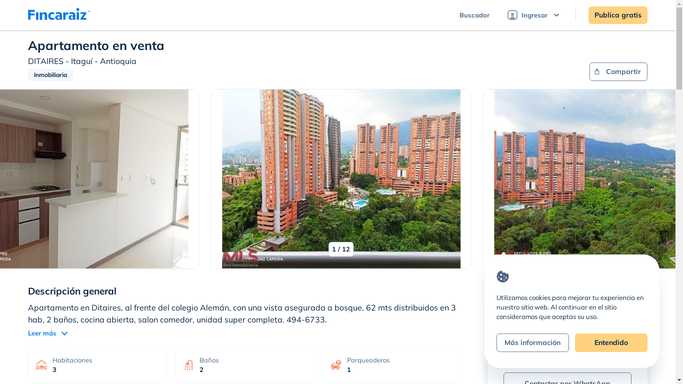 Fincaraiz
Buscador
Ingresar
Publica gratis
Apartamento en venta
DITAIRES - Itagüí - Antioquia
Inmobiliaria
Compartir
1 / 12
MLS
Descripción general
Apartamento en Ditaires, al frente del colegio Alemán, con una vista asegurada a bosque, 62 mts distribuidos en 3
hab, 2 baños, cocina abierta, salon comedor, unidad super completa. 494-6733.
Leer más
Habitaciones
3
Baños
2
Parqueaderos
1
Utilizamos cookies para mejorar tu experiencia en
nuestro sitio web. Al continuar en el sitio
consideramos que aceptas su uso.
Más información
Entendido
Contactar por WhatsApp